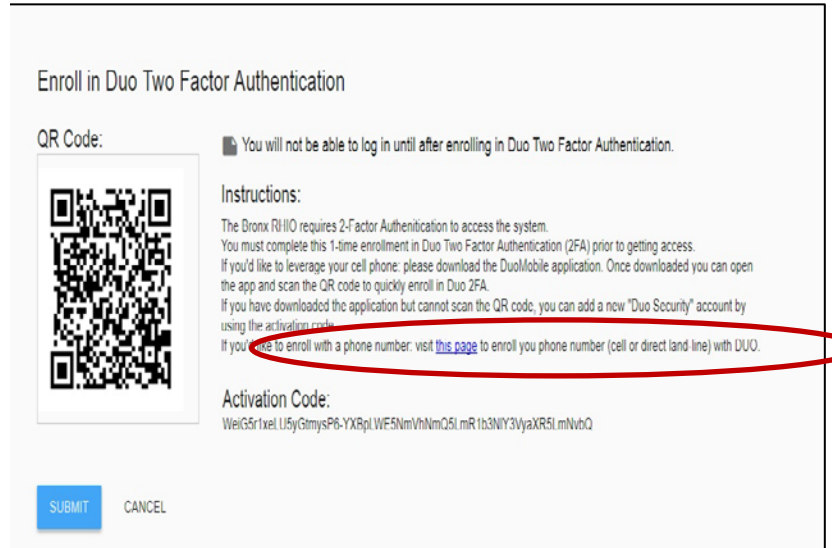 Enroll in Duo Two Factor Authentication
QR Code:
You will not be able to log in until after enrolling in Duo Two Factor Authentication.
Instructions:
The Bronx RHIO requires 2-Factor Authenitication to access the system.
You must complete this 1-time enrollment in Duo Two Factor Authentication (2FA) prior to getting access.
If you'd like to leverage your cell phone: please download the DuoMobile application. Once downloaded you can open
the app and scan the QR code to quickly enroll in Duo 2FA.
If you have downloaded the application but cannot scan the QR code, you can add a new "Duo Security" account by
using the activation code
If you'd like to enroll with a phone number: visit this page to enroll you phone number (cell or direct land-line) with DUO.
Activation Code:
SUBMIT
CANCEL